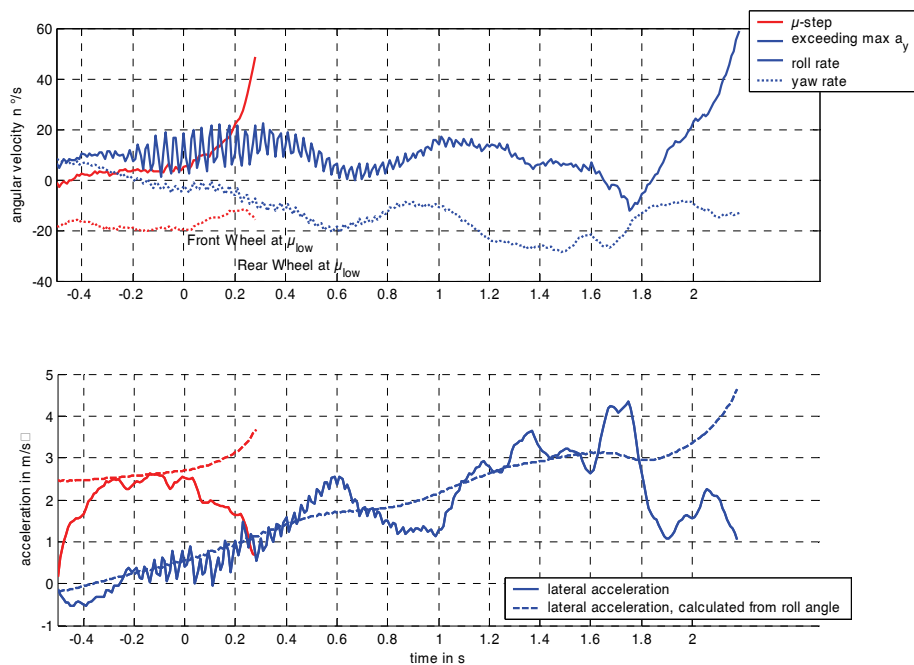 µ-step
exceeding max a_y
roll rate
yaw rate
60
40
20
0
-20
-40
angular velocity n °/s
Front Wheel at µ_low
Rear Wheel at µ_low
-0.4 -0.2 0 0.2 0.4 0.6 0.8 1 1.2 1.4 1.6 1.8 2
5
4
3
2
1
0
-1
acceleration in m/s□
lateral acceleration
lateral acceleration, calculated from roll angle
-0.4 -0.2 0 0.2 0.4 0.6 0.8 1 1.2 1.4 1.6 1.8 2
time in s